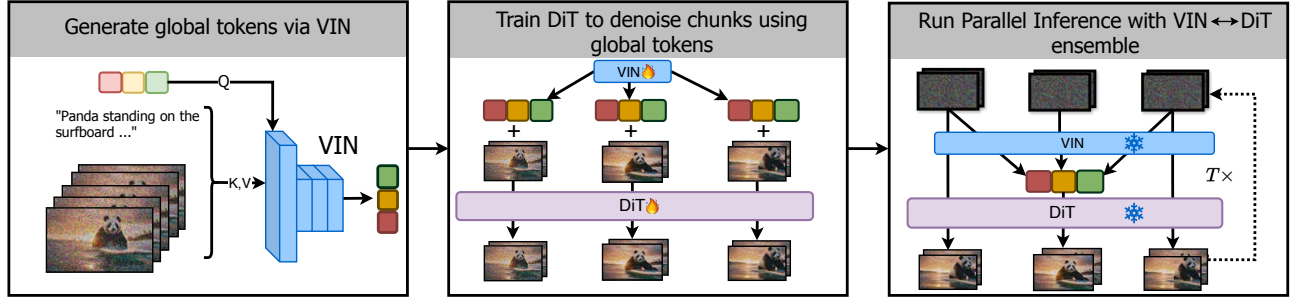 Generate global tokens via VIN
Q
"Panda standing on the
surfboard ..."
VIN
K,V
Train DiT to denoise chunks using
global tokens
VIN
+ + +
DiT
Run Parallel Inference with VIN↔DiT
ensemble
VIN
T×
DiT